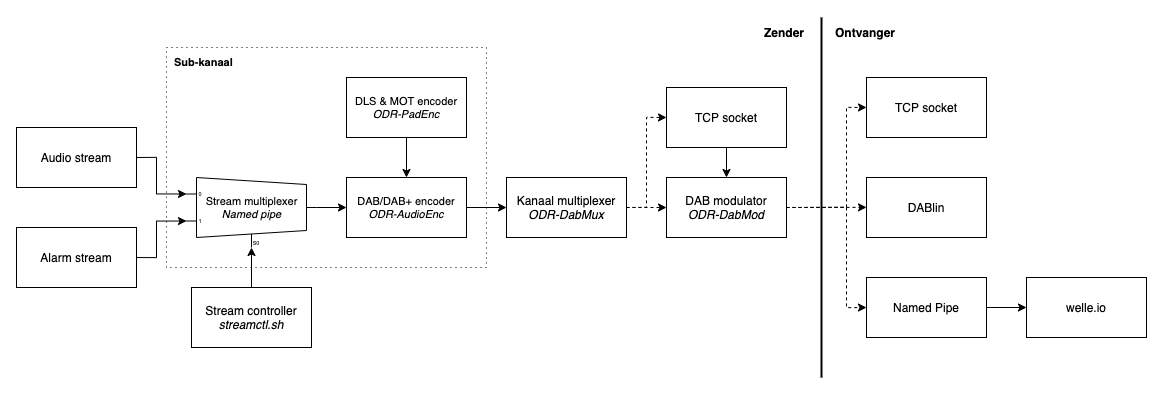 Zender
Ontvanger
Sub-kanaal
DLS & MOT encoder
ODR-PadEnc
TCP socket
TCP socket
Audio stream
0
Stream multiplexer
Named pipe
1
S0
DAB/DAB+ encoder
ODR-AudioEnc
Kanaal multiplexer
ODR-DabMux
DAB modulator
ODR-DabMod
DABlin
Alarm stream
Stream controller
streamctl.sh
Named Pipe
welle.io